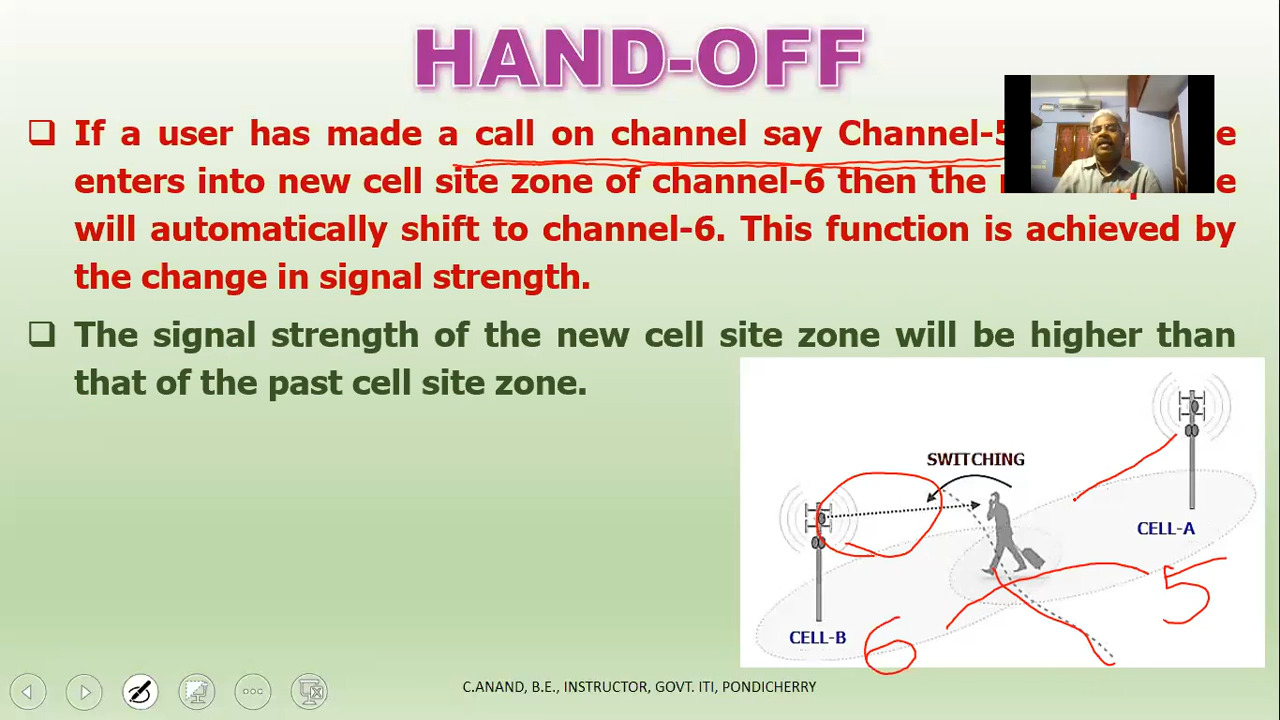 HAND-OFF
If a user has made a call on channel say Channel-5 e
enters into new cell site zone of channel-6 then the e
will automatically shift to channel-6. This function is achieved by
the change in signal strength.
The signal strength of the new cell site zone will be higher than
that of the past cell site zone.
SWITCHING
CELL-A
5
CELL-B
6
C.ANAND, B.E., INSTRUCTOR, GOVT. ITI, PONDICHERRY